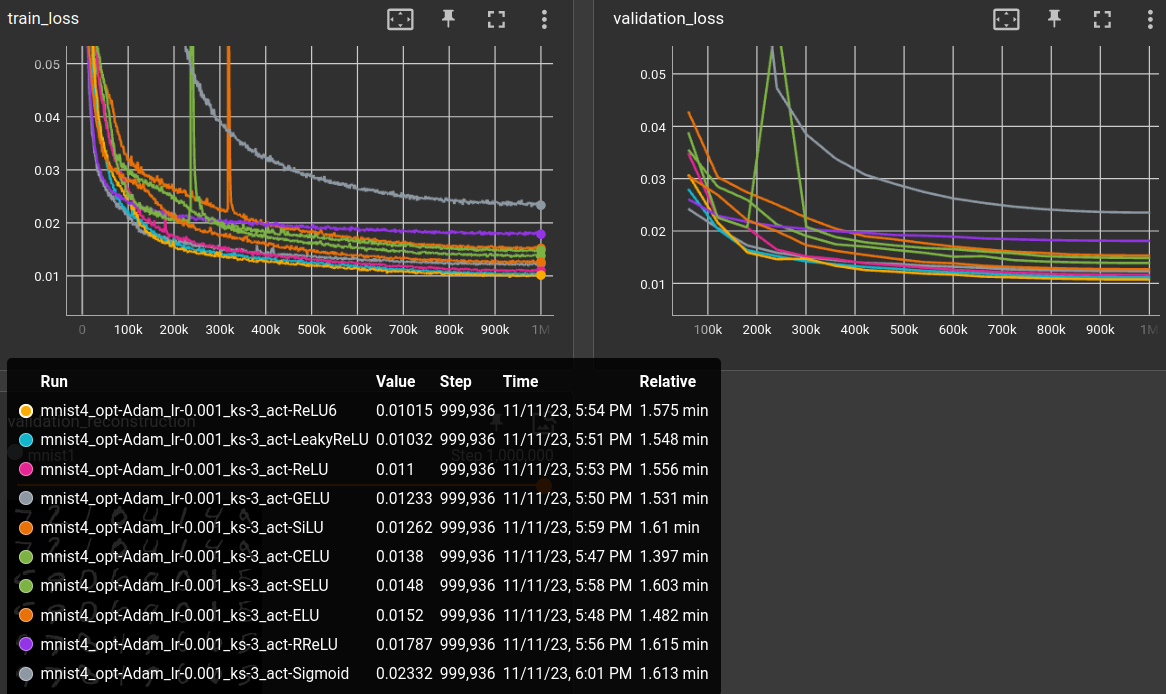 train_loss
validation_loss
0.05
0.04
0.03
0.02
0.01
0 100k 200k 300k 400k 500k 600k 700k 800k 900k 1M
0.05
0.04
0.03
0.02
0.01
100k 200k 300k 400k 500k 600k 700k 800k 900k 1M
Run Value Step Time Relative
mnist4_opt-Adam_lr-0.001_ks-3_act-ReLU6 0.01015 999,936 11/11/23, 5:54 PM 1.575 min
validation_reconstruction
mnist4_opt-Adam_lr-0.001_ks-3_act-LeakyReLU 0.01032 999,936 11/11/23, 5:51 PM 1.548 min
mnist1
Step 1,000,000
mnist4_opt-Adam_lr-0.001_ks-3_act-ReLU 0.011 999,936 11/11/23, 5:53 PM 1.556 min
mnist4_opt-Adam_lr-0.001_ks-3_act-GELU 0.01233 999,936 11/11/23, 5:50 PM 1.531 min
mnist4_opt-Adam_lr-0.001_ks-3_act-SiLU 0.01262 999,936 11/11/23, 5:59 PM 1.61 min
mnist4_opt-Adam_lr-0.001_ks-3_act-CELU 0.0138 999,936 11/11/23, 5:47 PM 1.397 min
mnist4_opt-Adam_lr-0.001_ks-3_act-SELU 0.0148 999,936 11/11/23, 5:58 PM 1.603 min
mnist4_opt-Adam_lr-0.001_ks-3_act-ELU 0.0152 999,936 11/11/23, 5:48 PM 1.482 min
mnist4_opt-Adam_lr-0.001_ks-3_act-RReLU 0.01787 999,936 11/11/23, 5:56 PM 1.615 min
mnist4_opt-Adam_lr-0.001_ks-3_act-Sigmoid 0.02332 999,936 11/11/23, 6:01 PM 1.613 min